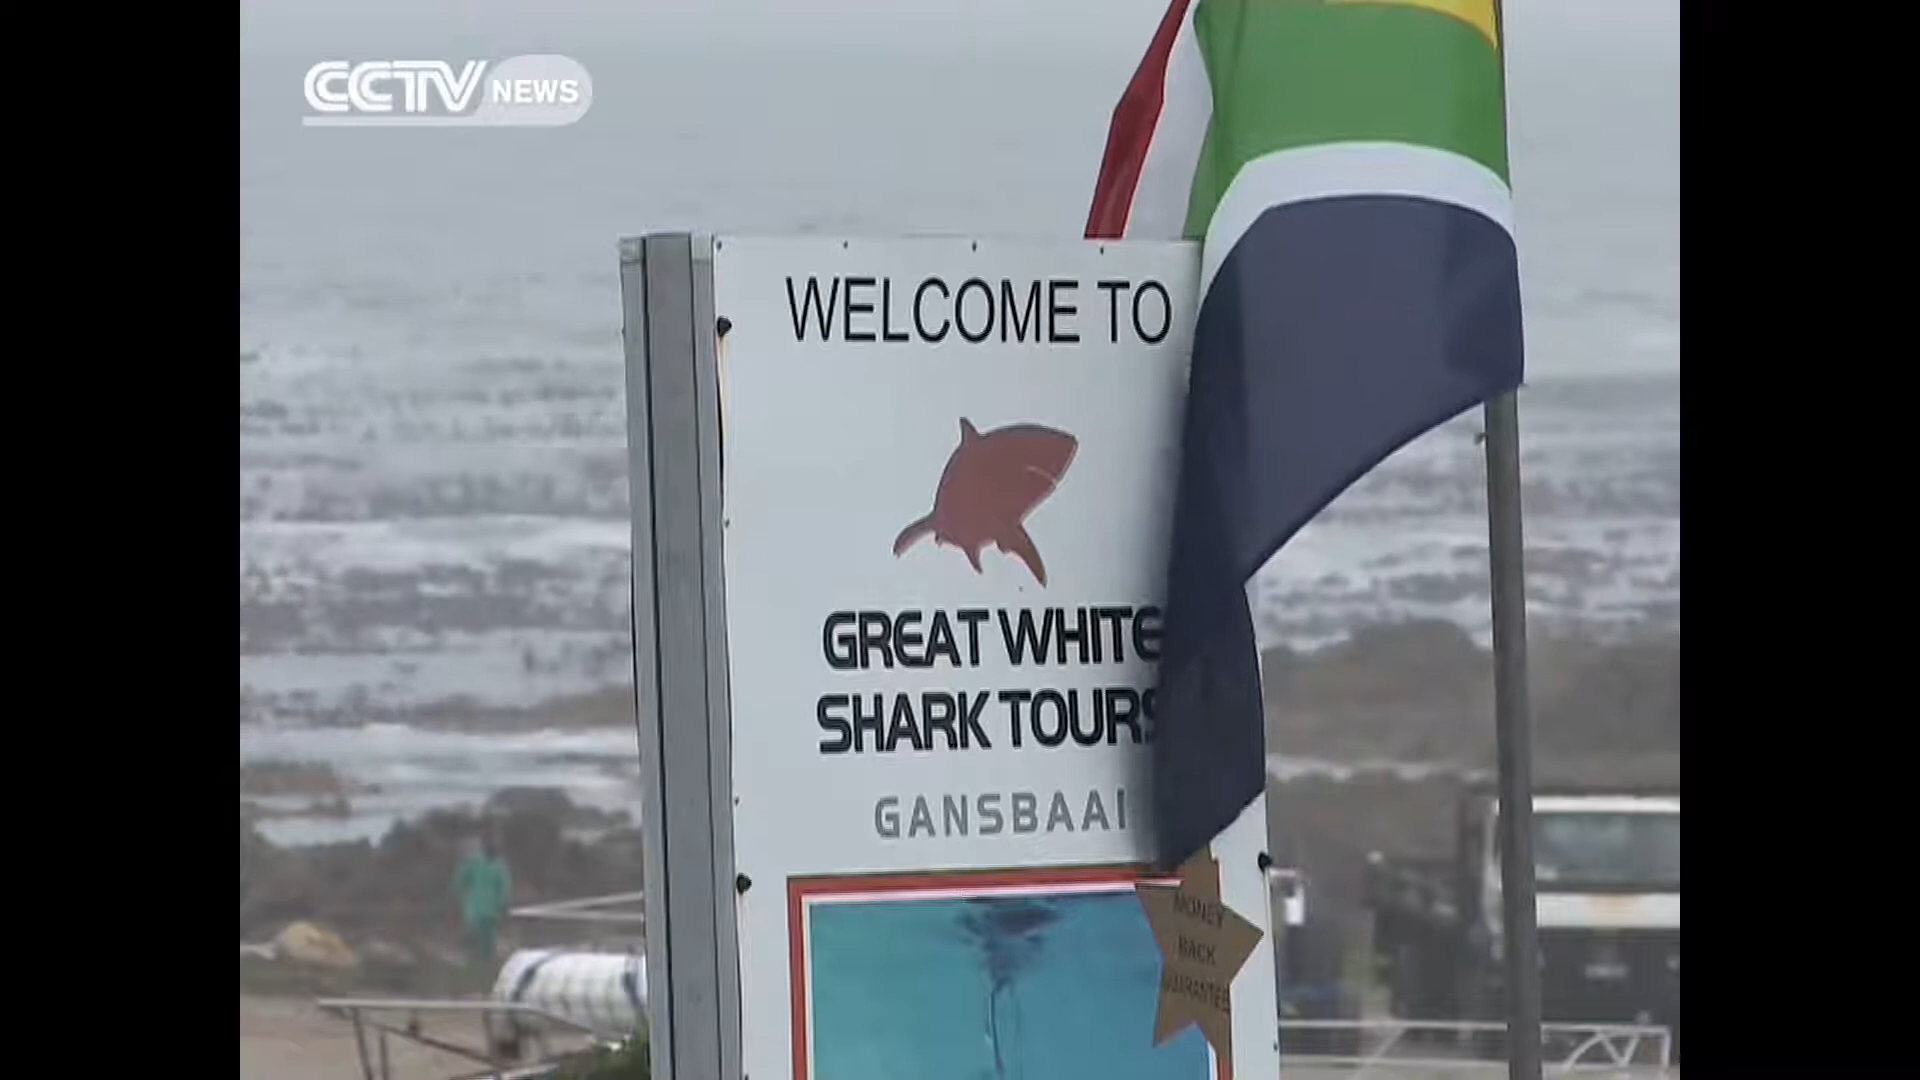 CCTV NEWS
WELCOME TO
GREAT WHITE
SHARK TOURS
GANSBAAI
MONEY
BACK
GUARANTEE